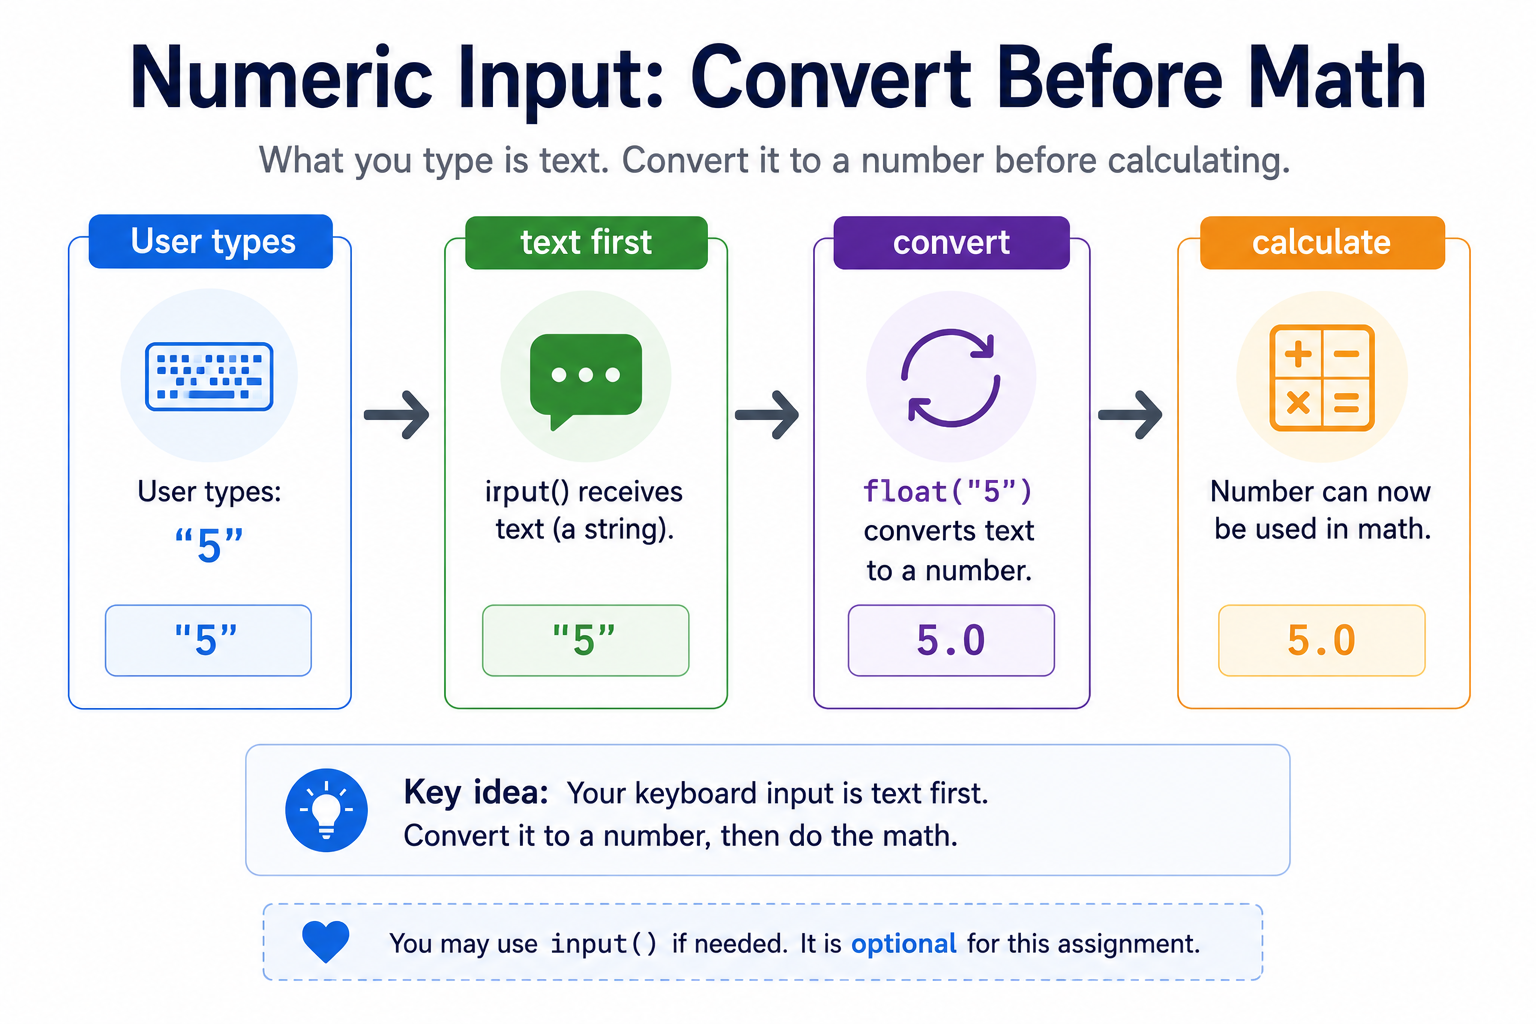 Numeric Input: Convert Before Math
What you type is text. Convert it to a number before calculating.
User types
User types:
“5”
"5”
text first
irput() receives
text (a string).
"5”
convert
float("5”)
converts text
to a number.
5.0
calculate
Number can now
be used in math.
5.0
Key idea: Your keyboard input is text first.
Convert it to a number, then do the math.
You may use input() if needed. It is optional for this assignment.